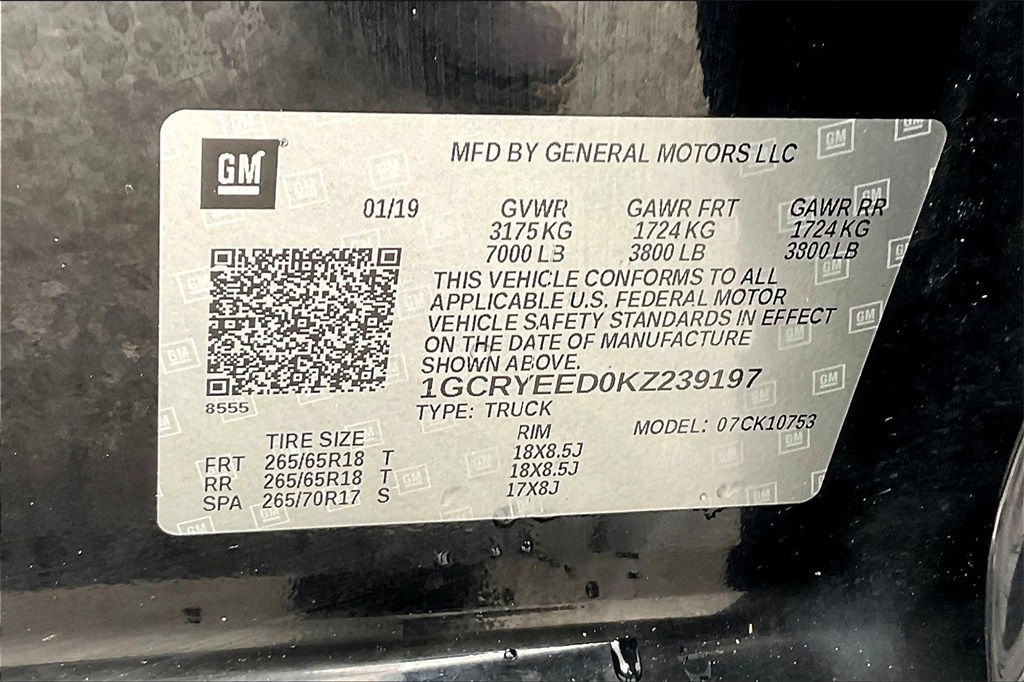 GM
MFD BY GENERAL MOTORS LLC
01/19 GVWR GAWR FRT GAWR RR
3175 KG 1724 KG 1724 KG
7000 LB 3800 LB 3800 LB
THIS VEHICLE CONFORMS TO ALL
APPLICABLE U.S. FEDERAL MOTOR
VEHICLE SAFETY STANDARDS IN EFFECT
ON THE DATE OF MANUFACTURE
SHOWN ABOVE.
1GCRYEED0KZ239197
8555
TYPE: TRUCK
MODEL: 07CK10753
TIRE SIZE RIM
FRT 265/65R18 T 18X8.5J
RR 265/65R18 T 18X8.5J
SPA 265/70R17 S 17X8J